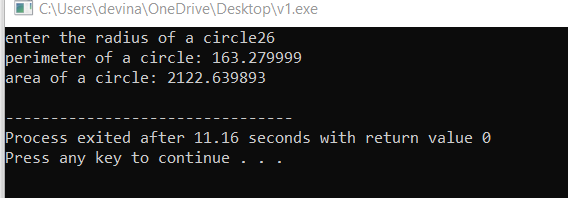 C:\Users\devina\OneDrive\Desktop\v1.exe
enter the radius of a circle26
perimeter of a circle: 163.279999
area of a circle: 2122.639893
--------------------------------
Process exited after 11.16 seconds with return value 0
Press any key to continue . . .